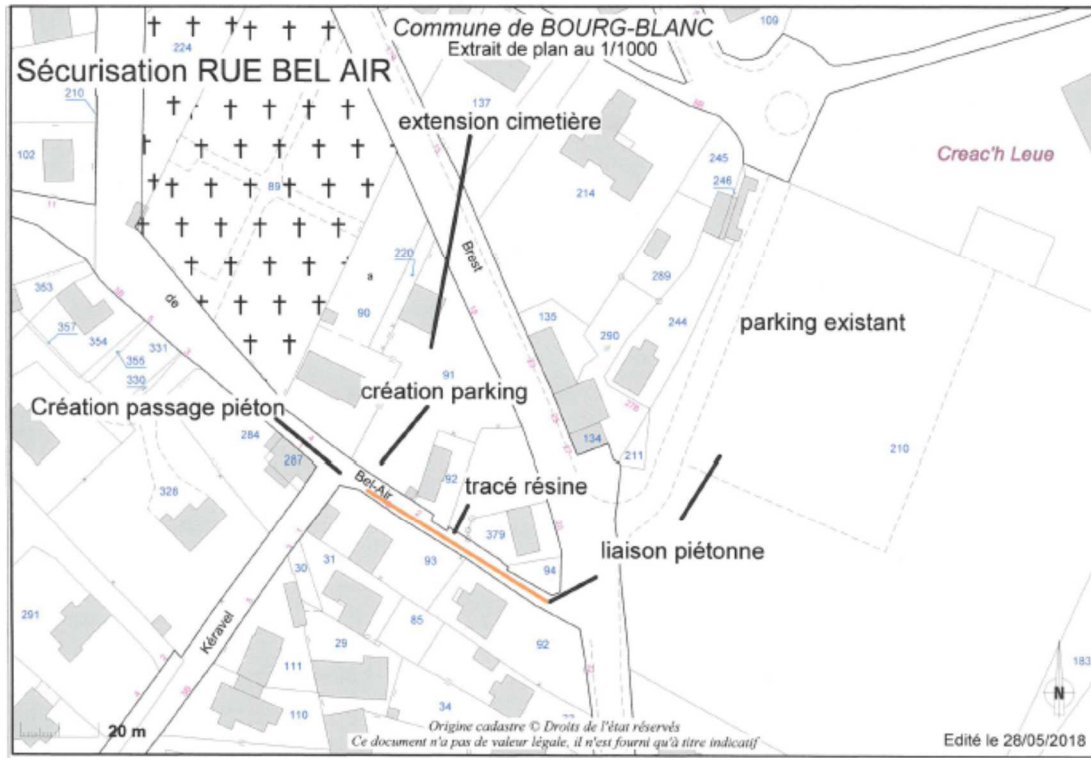 Commune de BOURG-BLANC
Extrait de plan au 1/1000
Sécurisation RUE BEL AIR
224
109
210
137
extension cimetière
102
11
5B
245
246
Creac'h Leue
89
214
Brest
220
de
a
90
289
353
357
354
355
331
330
135
290
244
parking existant
91
création parking
Création passage piéton
278
284
287
134
211
210
328
Bel-Air
92
tracé résine
379
liaison piétonne
93
94
31
30
85
291
Kéravel
29
92
111
110
34
183
N
20 m
Origine cadastre © Droits de l'état réservés
Ce document n'a pas de valeur légale, il n'est fourni qu'à titre indicatif
Edité le 28/05/2018